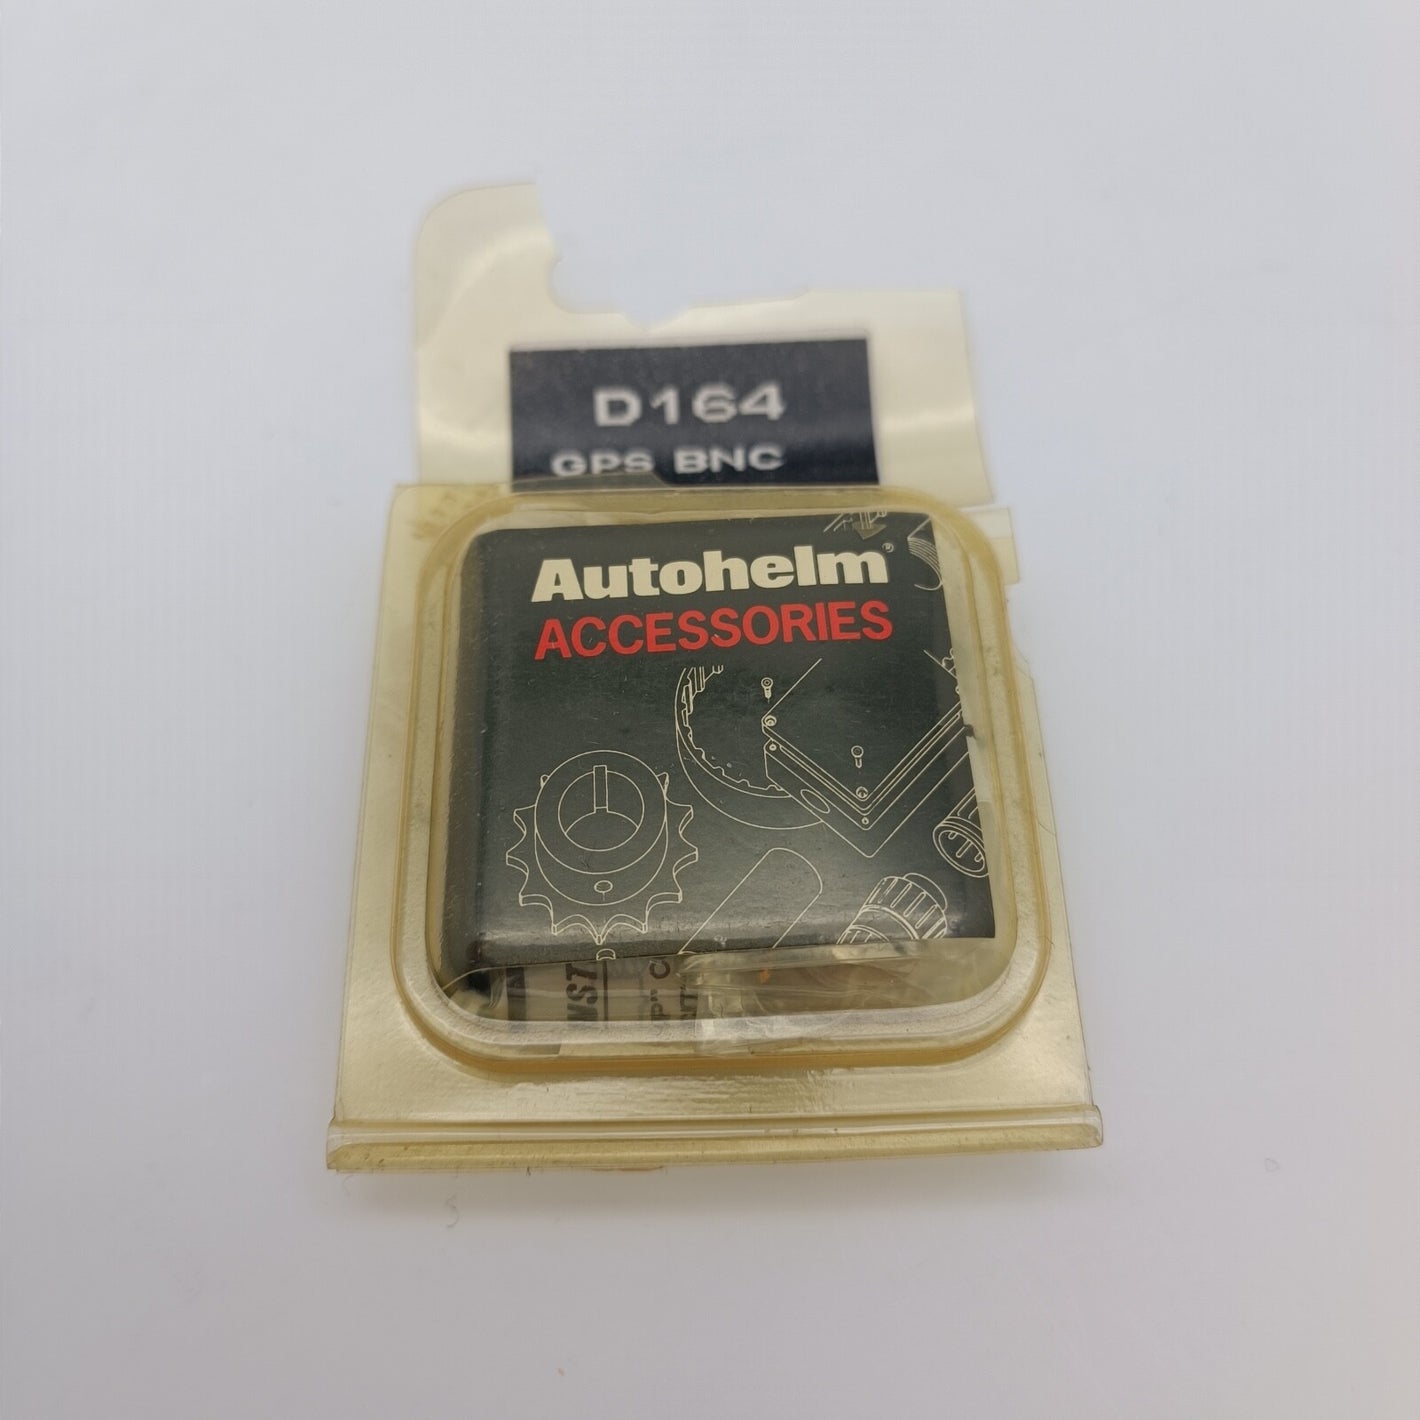 D164
GPS BNC
Autohelm®
ACCESSORIES